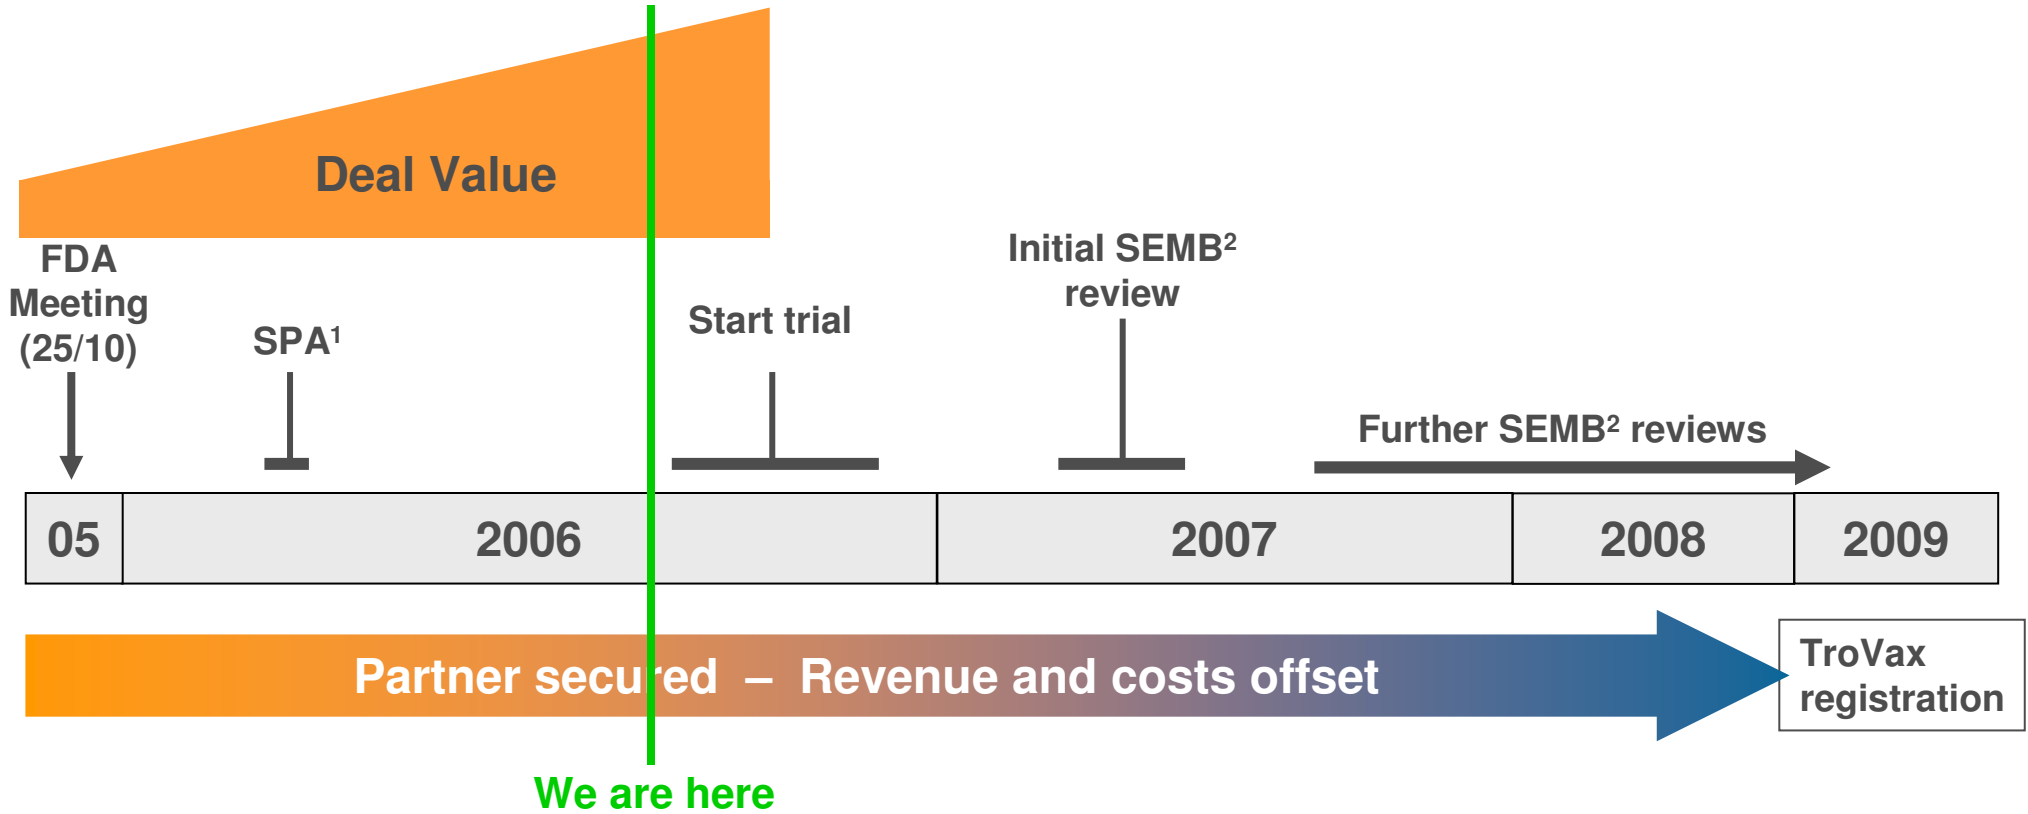 Deal Value
FDA
Meeting
(25/10)
SPA¹
Start trial
Initial SEMB²
review
Further SEMB² reviews
05
2006
2007
2008
2009
Partner secured – Revenue and costs offset
TroVax
registration
We are here